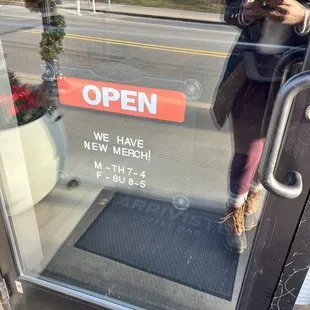 OPEN
WE HAVE
NEW MERCH!
M - TH 7-4
F - SU 8-5